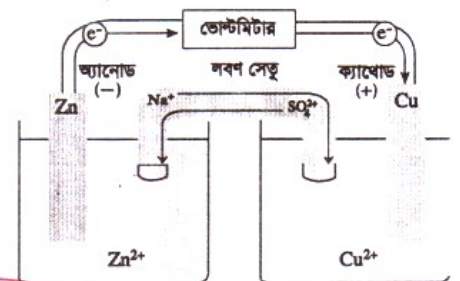 e⁻ ভোল্টমিটার e⁻
অ্যানোড লবণ সেতু ক্যাথোড
(−) (+)
Zn Na⁺ SO₄²⁺ Cu
Zn²⁺ Cu²⁺